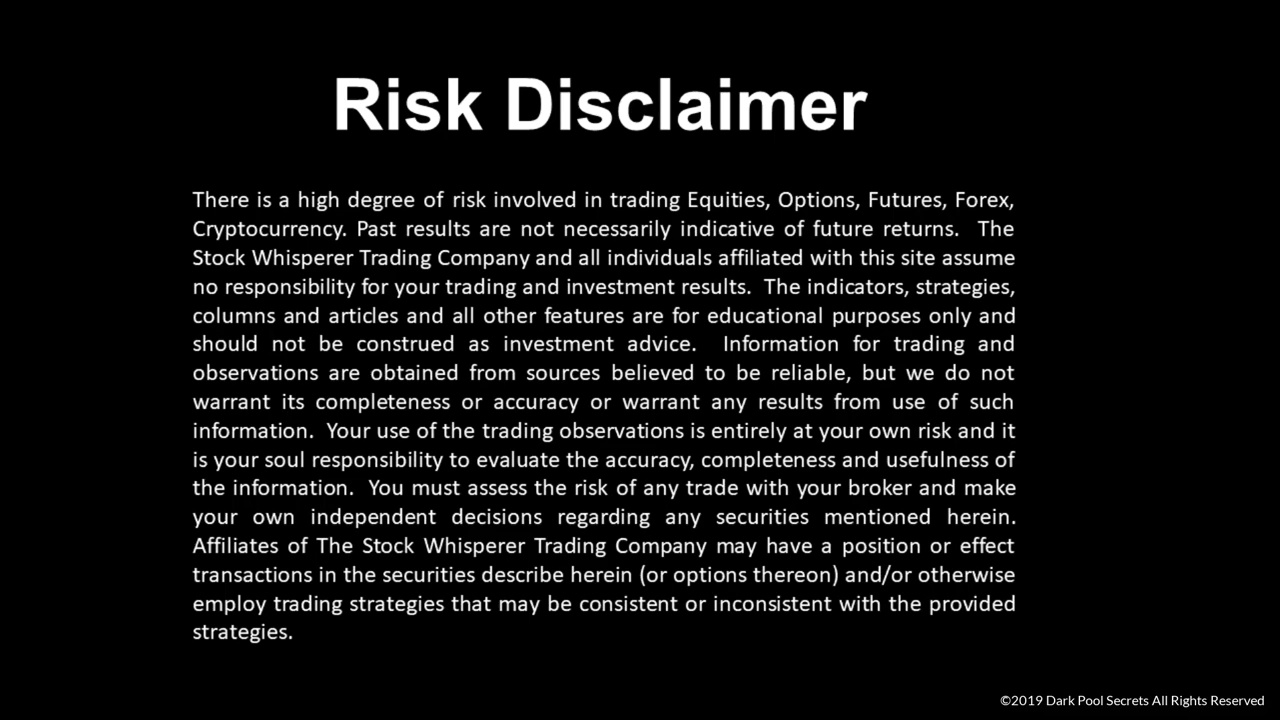 Risk Disclaimer
There is a high degree of risk involved in trading Equities, Options, Futures, Forex,
Cryptocurrency. Past results are not necessarily indicative of future returns.  The
Stock Whisperer Trading Company and all individuals affiliated with this site assume
no responsibility for your trading and investment results.  The indicators, strategies,
columns and articles and all other features are for educational purposes only and
should not be construed as investment advice.  Information for trading and
observations are obtained from sources believed to be reliable, but we do not
warrant its completeness or accuracy or warrant any results from use of such
information.  Your use of the trading observations is entirely at your own risk and it
is your soul responsibility to evaluate the accuracy, completeness and usefulness of
the information.  You must assess the risk of any trade with your broker and make
your own independent decisions regarding any securities mentioned herein.
Affiliates of The Stock Whisperer Trading Company may have a position or effect
transactions in the securities describe herein (or options thereon) and/or otherwise
employ trading strategies that may be consistent or inconsistent with the provided
strategies.
©2019 Dark Pool Secrets All Rights Reserved